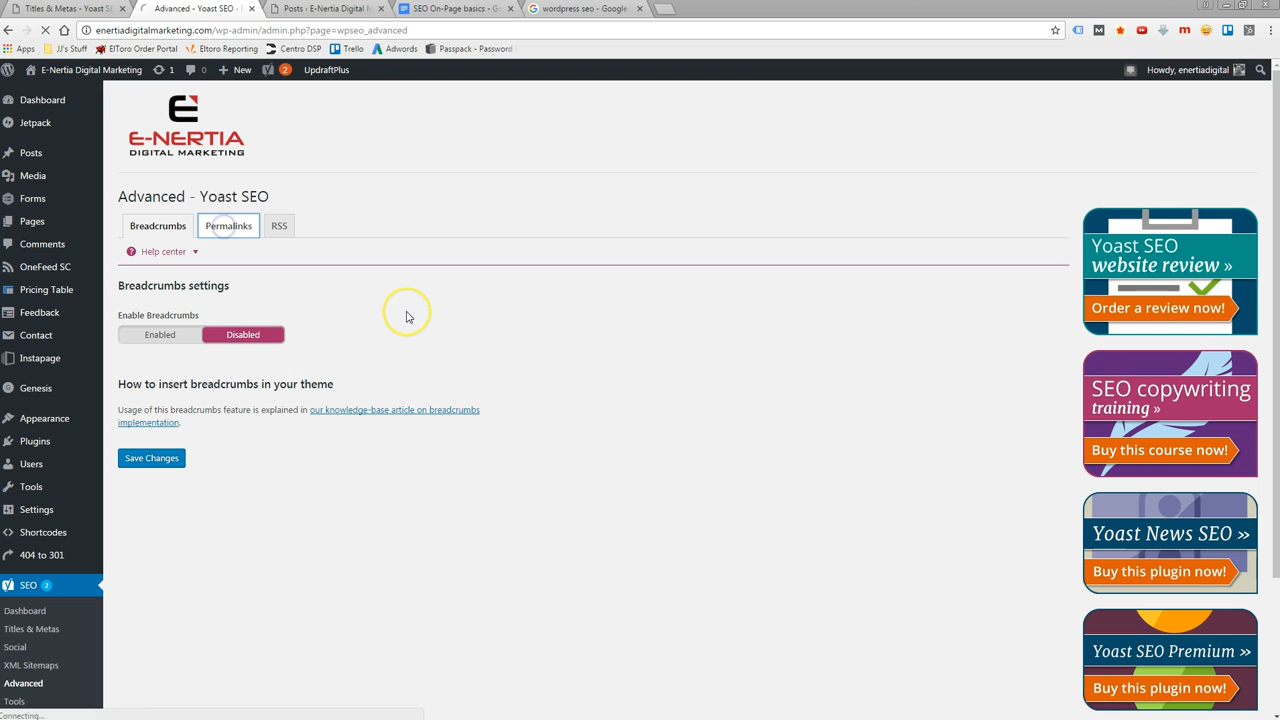 Titles & Metas - Yoast SE
Advanced - Yoast SEO -
Posts ‹ E-Nertia Digital M
SEO On-Page basics - Go
wordpress seo - Google
enertiadigitalmarketing.com/wp-admin/admin.php?page=wpseo_advanced
Apps JJ's Stuff ElToro Order Portal Eltoro Reporting Centro DSP Trello Adwords Passpack - Password
E-Nertia Digital Marketing 1 0 + New 2 UpdraftPlus Howdy, enertiadigital
Dashboard
Jetpack
Posts
Media
Forms
Pages
Comments
OneFeed SC
Pricing Table
Feedback
Contact
Instapage
Genesis
Appearance
Plugins
Users
Tools
Settings
Shortcodes
404 to 301
SEO 2
Dashboard
Titles & Metas
Social
XML Sitemaps
Advanced
Tools
Connecting...
E-NERTIA
DIGITAL MARKETING
Advanced - Yoast SEO
Breadcrumbs Permalinks RSS
Help center
Breadcrumbs settings
Enable Breadcrumbs
Enabled Disabled
How to insert breadcrumbs in your theme
Usage of this breadcrumbs feature is explained in our knowledge-base article on breadcrumbs
implementation.
Save Changes
Yoast SEO
website review »
Order a review now!
SEO copywriting
training »
Buy this course now!
Yoast News SEO »
Buy this plugin now!
Yoast SEO Premium »
Buy this plugin now!